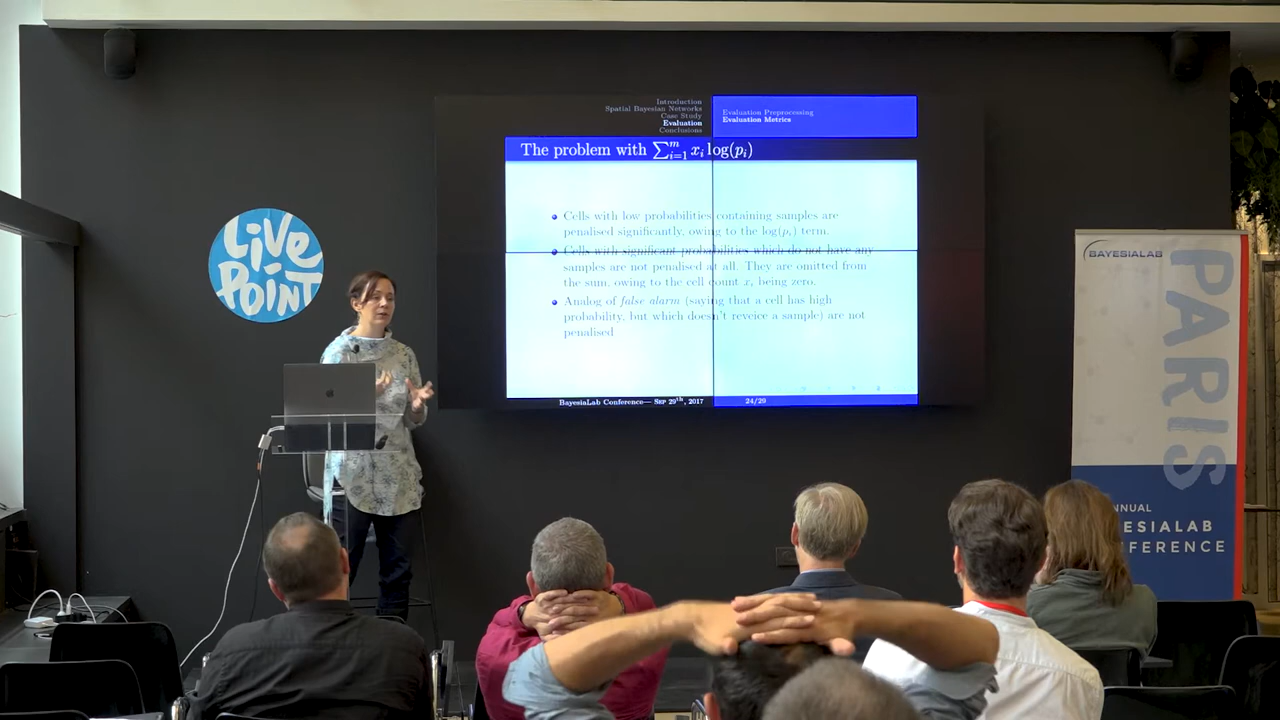 Introduction
Spatial Bayesian Networks
Case Study
Evaluation
Conclusions
Evaluation Preprocessing
Evaluation Metrics
The problem with ∑ᵢ₌₁ᵐ xᵢ log(pᵢ)
Cells with low probabilities containing samples are
penalised significantly, owing to the log(pᵢ) term.
Cells with significant probabilities which do not have any
samples are not penalised at all. They are omitted from
the sum, owing to the cell count xᵢ being zero.
Analog of false alarm (saying that a cell has high
probability, but which doesn't reveice a sample) are not
penalised
BayesiaLab Conference— Sep 29th, 2017
24/29
LIVE
POINT
BAYESIALAB
PARIS
NNUAL
ESIALAB
FERENCE